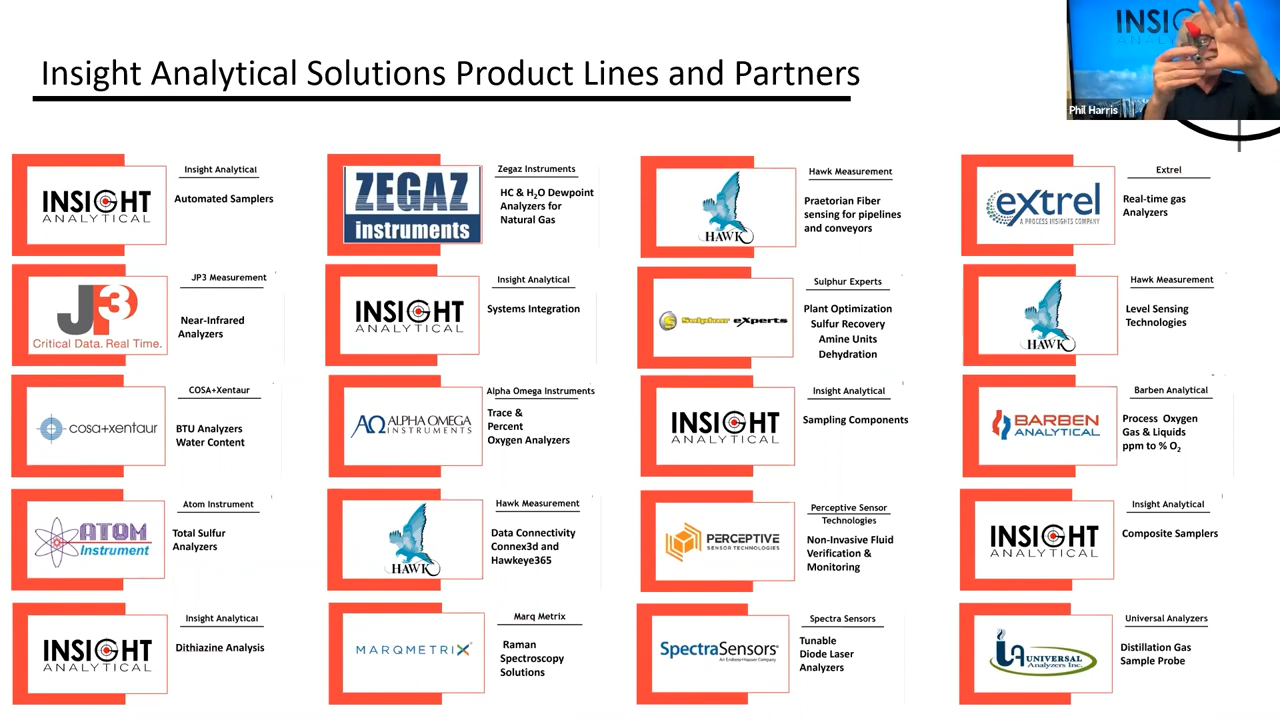 Insight Analytical Solutions Product Lines and Partners
INSIGHT
Phil Harris
INSIGHT
ANALYTICAL
Insight Analytical
Automated Samplers
ZEGAZ
instruments
Zegaz Instruments
HC & H₂O Dewpoint
Analyzers for
Natural Gas
HAWK
Hawk Measurement
Praetorian Fiber
sensing for pipelines
and conveyors
extrel
A PROCESS INSIGHTS COMPANY
Extrel
Real-time gas
Analyzers
JP3
Critical Data. Real Time.
JP3 Measurement
Near-Infrared
Analyzers
INSIGHT
ANALYTICAL
Insight Analytical
Systems Integration
Sulphur eXperts
Sulphur Experts
Plant Optimization
Sulfur Recovery
Amine Units
Dehydration
HAWK
Hawk Measurement
Level Sensing
Technologies
cosa+xentaur
COSA+Xentaur
BTU Analyzers
Water Content
AΩ ALPHA OMEGA
INSTRUMENTS
Alpha Omega Instruments
Trace &
Percent
Oxygen Analyzers
INSIGHT
ANALYTICAL
Insight Analytical
Sampling Components
BARBEN
ANALYTICAL
Barben Analytical
Process Oxygen
Gas & Liquids
ppm to % O₂
ATOM
Instrument
Atom Instrument
Total Sulfur
Analyzers
HAWK
Hawk Measurement
Data Connectivity
Connex3d and
Hawkeye365
PERCEPTIVE
SENSOR TECHNOLOGIES
Perceptive Sensor
Technologies
Non-Invasive Fluid
Verification &
Monitoring
INSIGHT
ANALYTICAL
Insight Analytical
Composite Samplers
INSIGHT
ANALYTICAL
Insight Analytical
Dithiazine Analysis
MARQMETRIX
Marq Metrix
Raman
Spectroscopy
Solutions
SpectraSensors
An Endress+Hauser Company
Spectra Sensors
Tunable
Diode Laser
Analyzers
UA UNIVERSAL
Analyzers Inc.
Universal Analyzers
Distillation Gas
Sample Probe